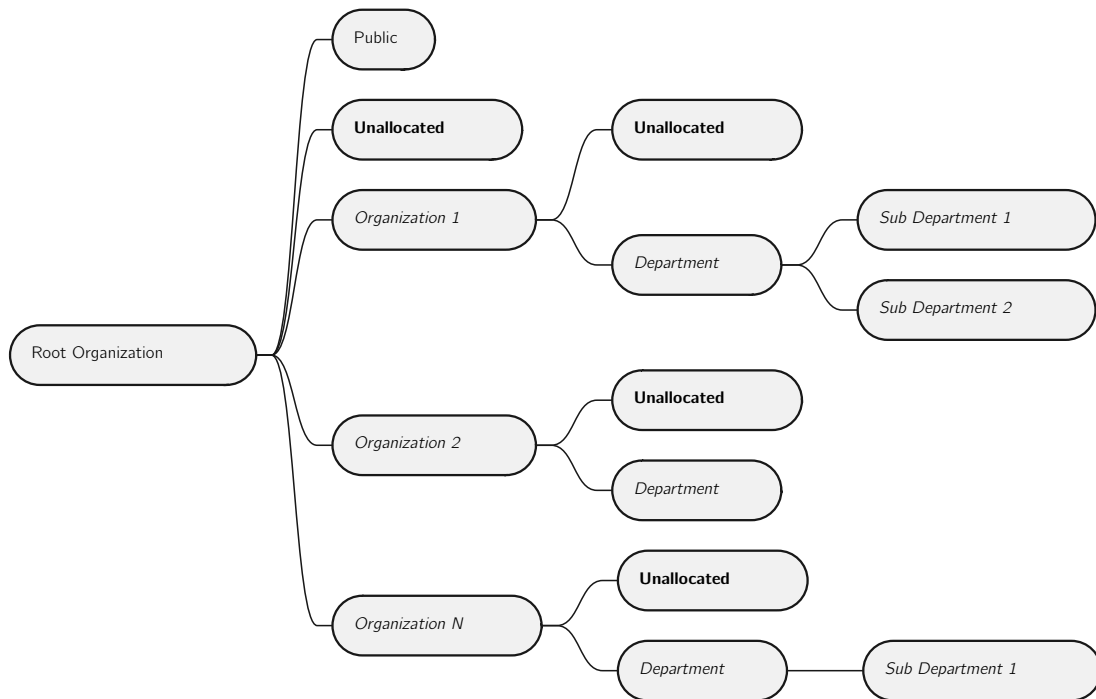 Public
Unallocated
Unallocated
Organization 1
Sub Department 1
Department
Sub Department 2
Root Organization
Unallocated
Organization 2
Department
Unallocated
Organization N
Department
Sub Department 1